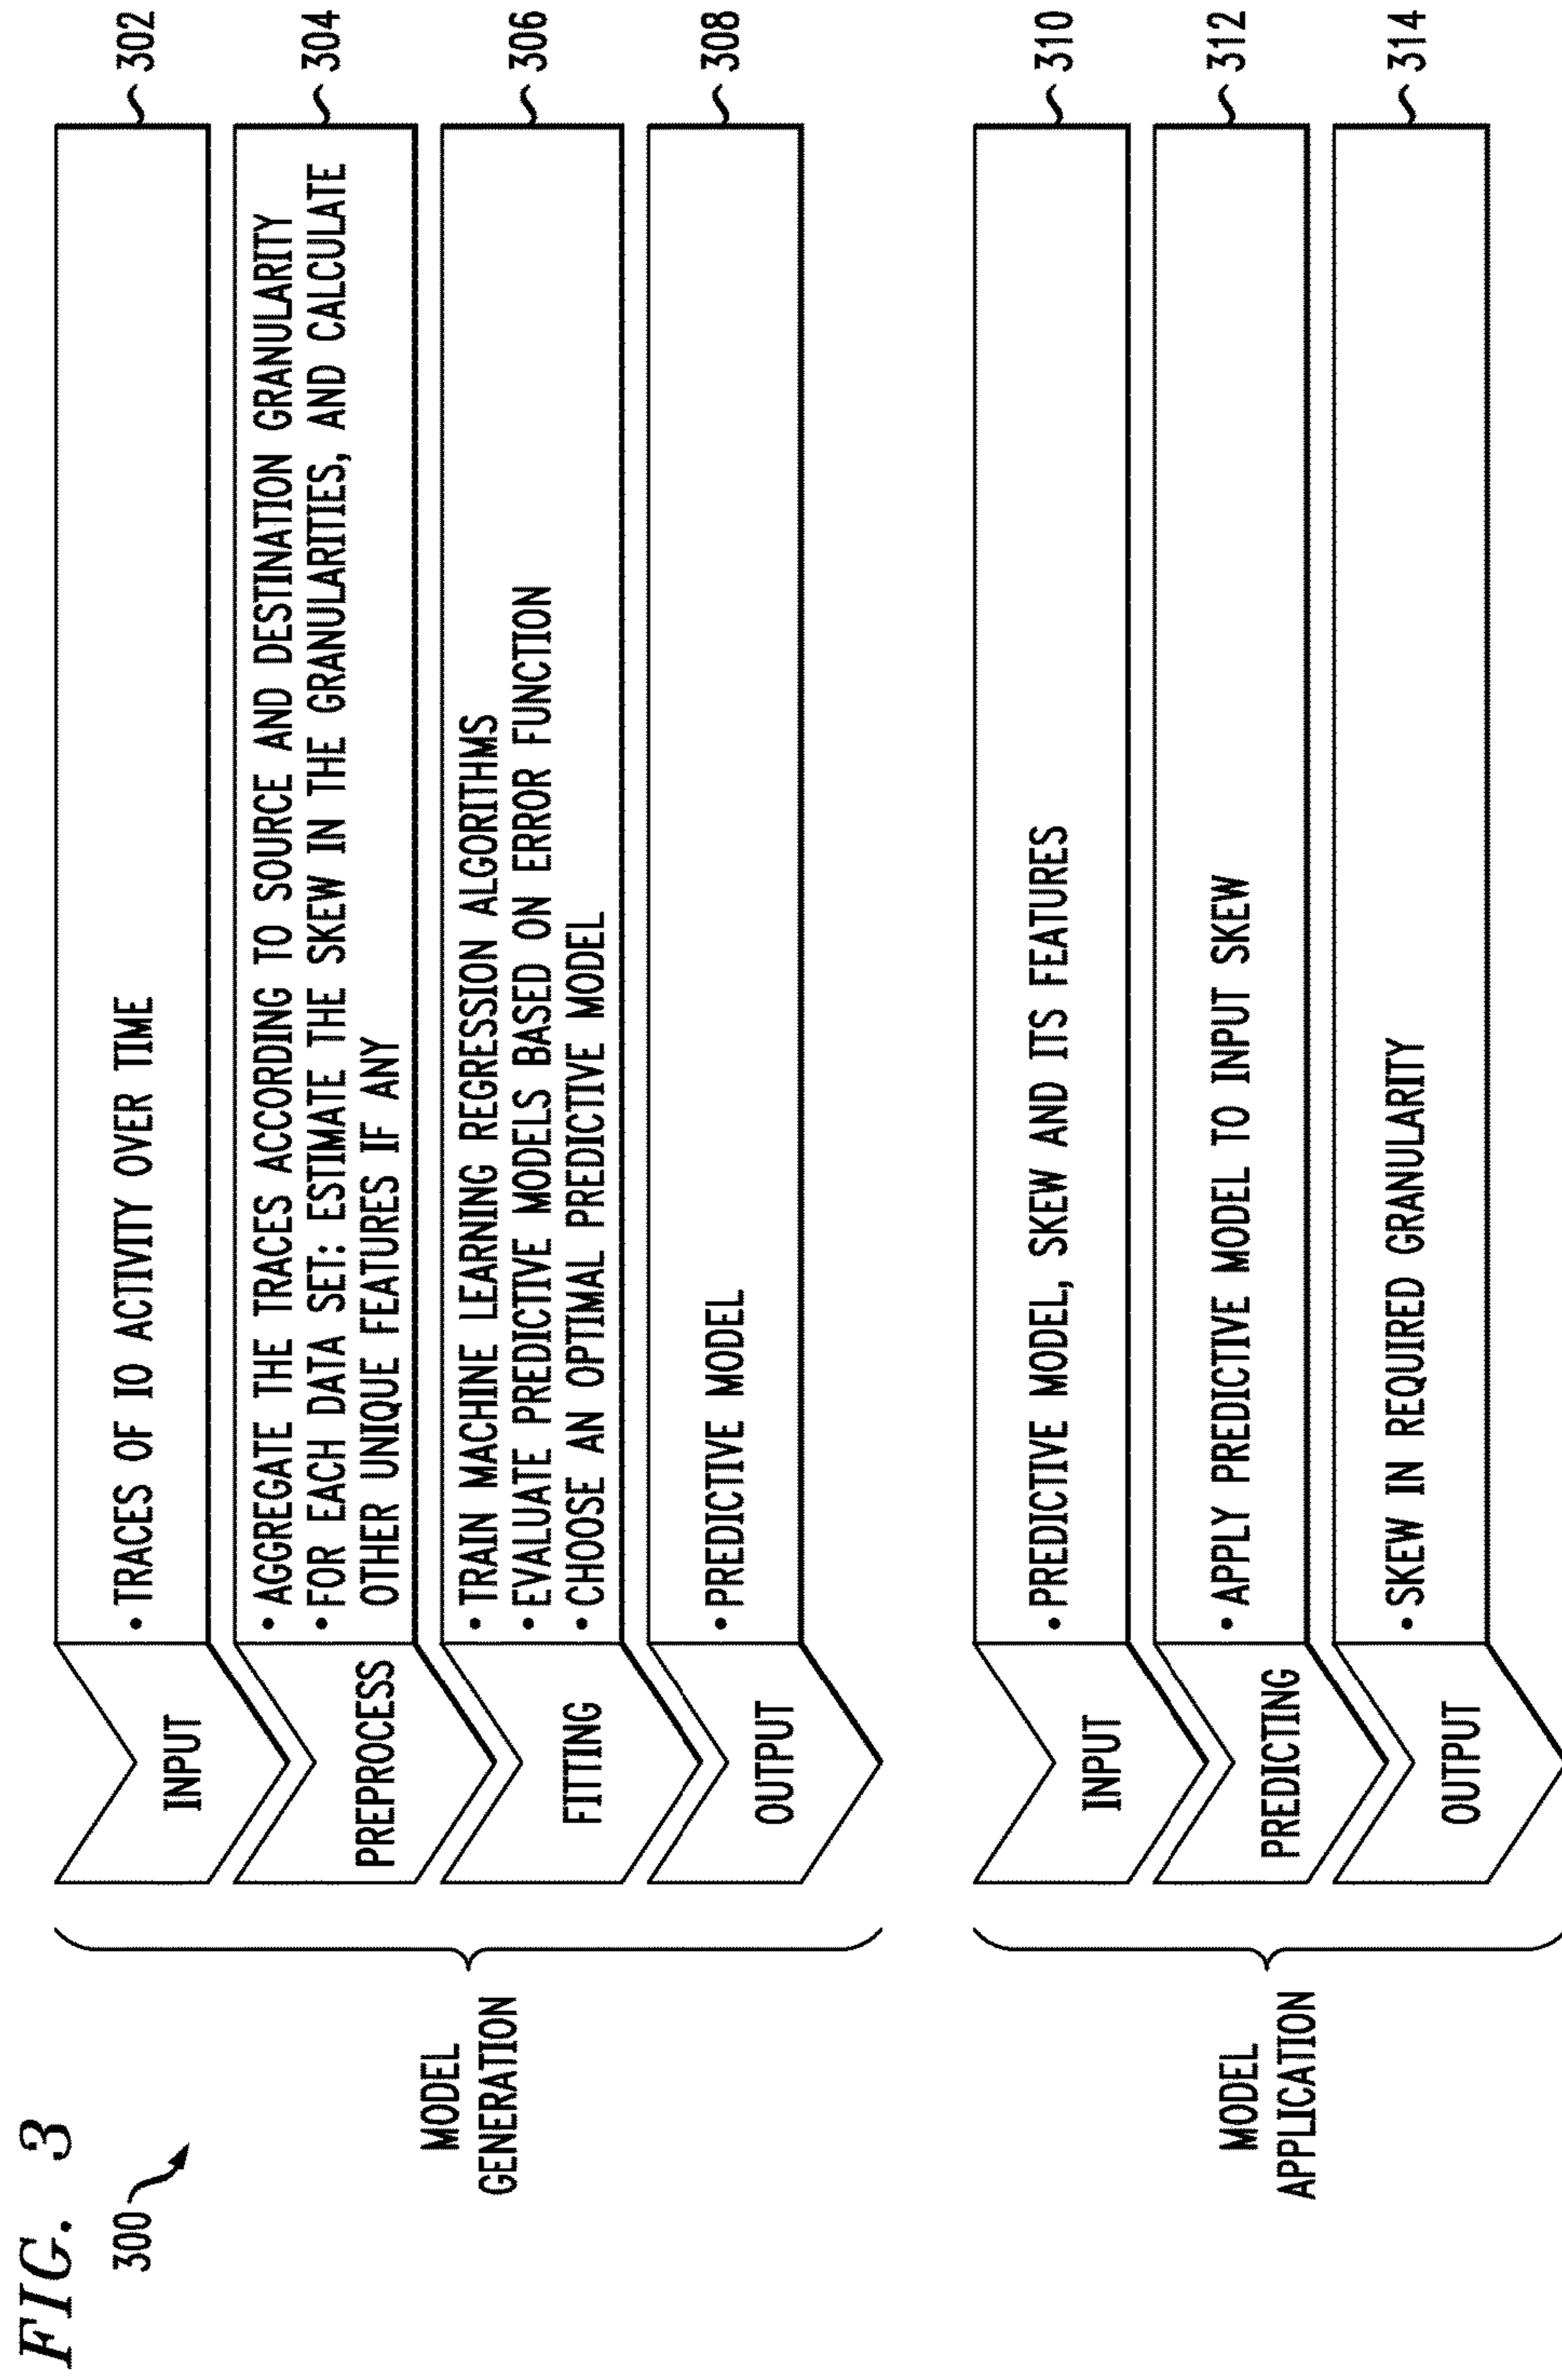 FIG. 3
300
MODEL
GENERATION
INPUT
• TRACES OF IO ACTIVITY OVER TIME
302
PREPROCESS
• AGGREGATE THE TRACES ACCORDING TO SOURCE AND DESTINATION GRANULARITY
• FOR EACH DATA SET: ESTIMATE THE SKEW IN THE GRANULARITIES, AND CALCULATE
OTHER UNIQUE FEATURES IF ANY
304
FITTING
• TRAIN MACHINE LEARNING REGRESSION ALGORITHMS
• EVALUATE PREDICTIVE MODELS BASED ON ERROR FUNCTION
• CHOOSE AN OPTIMAL PREDICTIVE MODEL
306
OUTPUT
• PREDICTIVE MODEL
308
MODEL
APPLICATION
INPUT
• PREDICTIVE MODEL, SKEW AND ITS FEATURES
310
PREDICTING
• APPLY PREDICTIVE MODEL TO INPUT SKEW
312
OUTPUT
• SKEW IN REQUIRED GRANULARITY
314